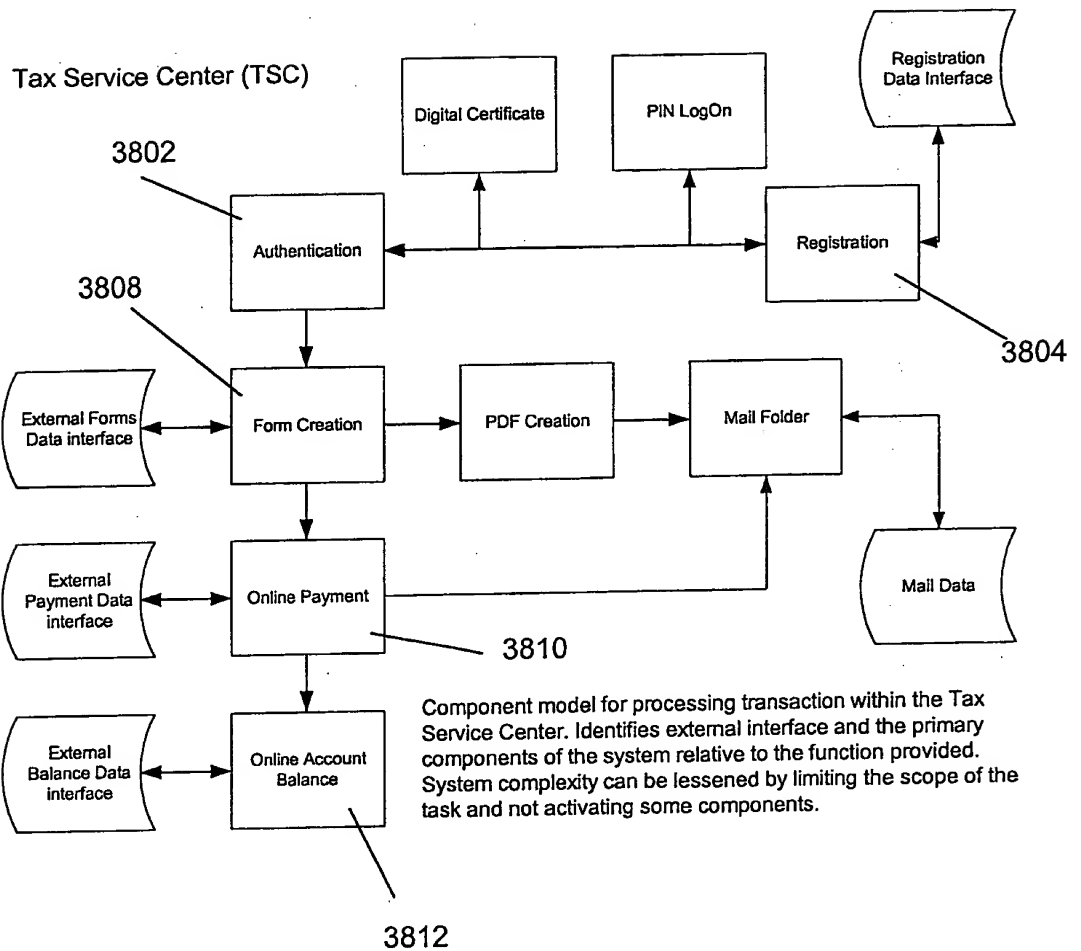 Tax Service Center (TSC)
Registration
Data Interface
Digital Certificate
PIN LogOn
3802
Authentication
Registration
3808
3804
External Forms
Data interface
Form Creation
PDF Creation
Mail Folder
External
Payment Data
interface
Online Payment
Mail Data
3810
External
Balance Data
interface
Online Account
Balance
Component model for processing transaction within the Tax
Service Center. Identifies external interface and the primary
components of the system relative to the function provided.
System complexity can be lessened by limiting the scope of the
task and not activating some components.
3812